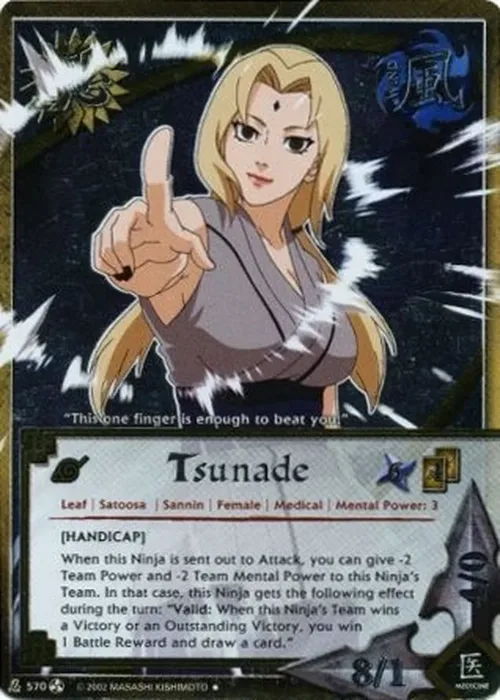 WIND
風
"This one finger is enough to beat you."
Tsunade
6 1
Leaf | Satoosa | Sannin | Female | Medical | Mental Power: 3
[HANDICAP]
When this Ninja is sent out to Attack, you can give -2
Team Power and -2 Team Mental Power to this Ninja's
Team. In that case, this Ninja gets the following effect
during the turn: "Valid: When this Ninja's Team wins
a Victory or an Outstanding Victory, you win
1 Battle Reward and draw a card."
4/0
8/1
医
MEDICINE
570 © 2002 MASASHI KISHIMOTO